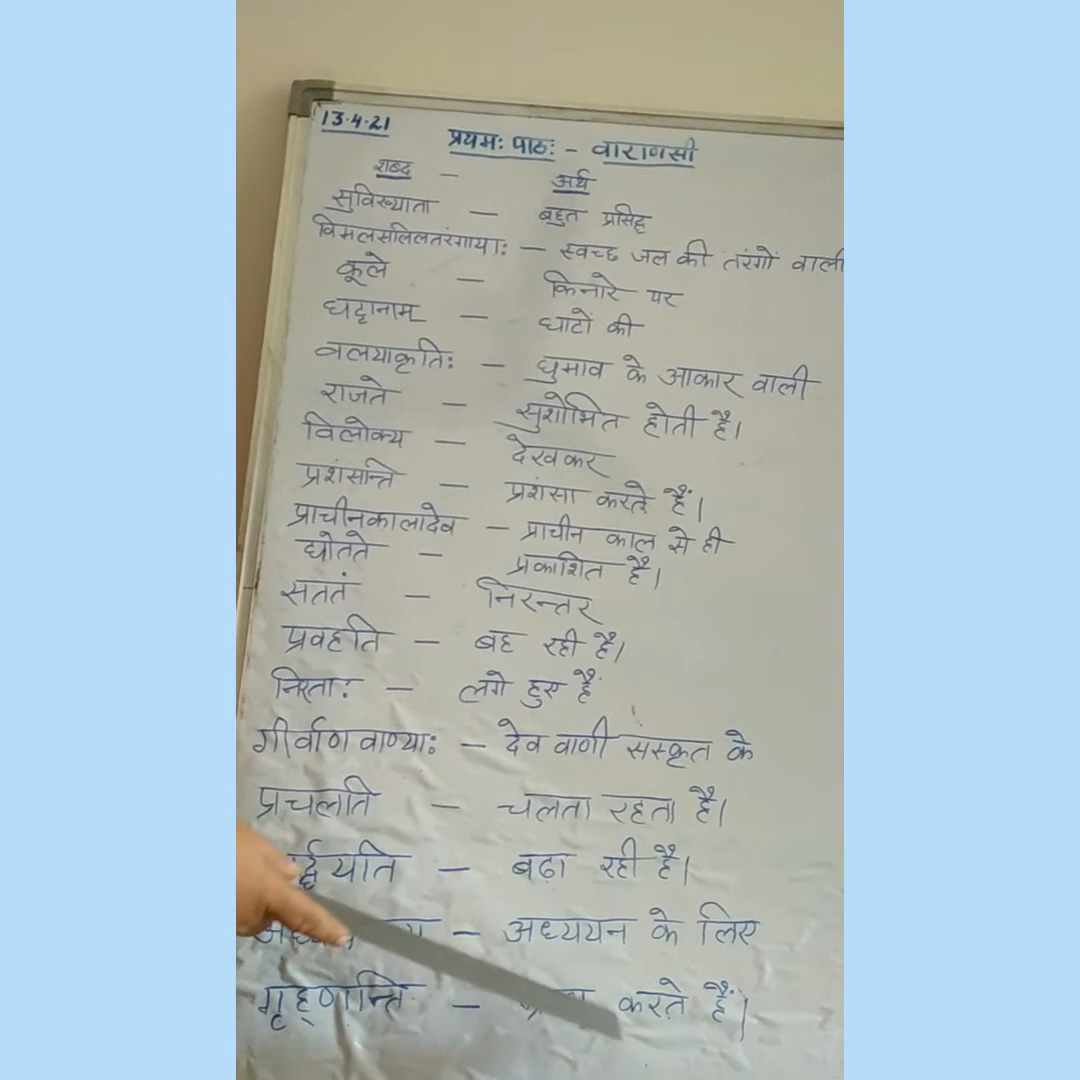 13.4.21
प्रथमः पाठः - वाराणसी
शब्द - अर्थ
सुविख्याता - बहुत प्रसिद्ध
विमलसलिलतरंगायाः - स्वच्छ जल की तरंगों वाली
कूले - किनारे पर
घट्टानाम् - घाटों की
वलयाकृतिः - घुमाव के आकार वाली
राजते - सुशोभित होती है।
विलोक्य - देखकर
प्रशंसन्ति - प्रशंसा करते हैं।
प्राचीनकालादेव - प्राचीन काल से ही
द्योतते - प्रकाशित है।
सततं - निरन्तर
प्रवहति - बह रही है।
निरताः - लगे हुए हैं
गीर्वाणवाण्याः - देव वाणी संस्कृत के
प्रचलति - चलता रहता है।
- बढ़ा रही है।
- अध्ययन के लिए
गृह्णन्ति - करते हैं।